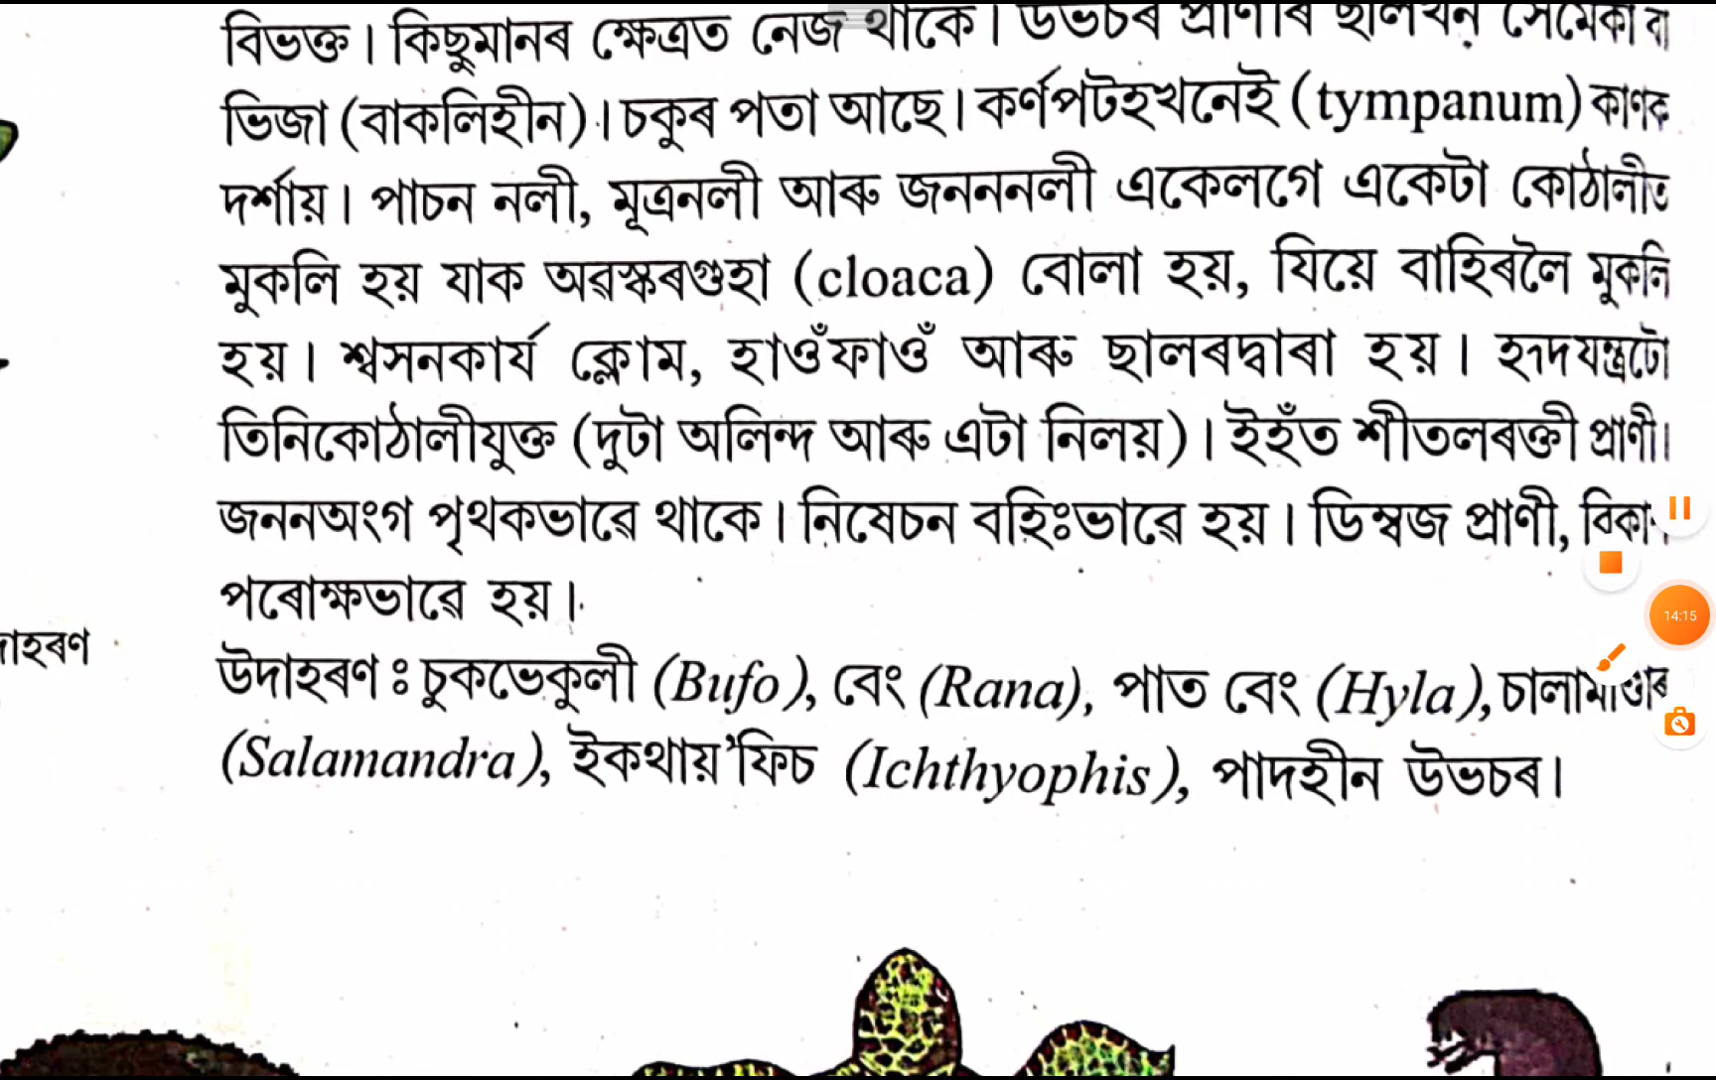 বিভক্ত। কিছুমানৰ ক্ষেত্ৰত নেজ থাকে। উভচৰ প্ৰাণীৰ ছালখন সেমেকা বা
ভিজা (বাকলিহীন)। চকুৰ পতা আছে। কৰ্ণপটহখনেই (tympanum) কাণক
দৰ্শায়। পাচন নলী, মূত্ৰনলী আৰু জনননলী একেলগে একেটা কোঠালীত
মুকলি হয় যাক অৱস্কৰগুহা (cloaca) বোলা হয়, যিয়ে বাহিৰলৈ মুকলি
হয়। শ্বসনকাৰ্য ক্লোম, হাওঁফাওঁ আৰু ছালৰদ্বাৰা হয়। হৃদযন্ত্ৰটো
তিনিকোঠালীযুক্ত (দুটা অলিন্দ আৰু এটা নিলয়)। ইহঁত শীতলৰক্তী প্ৰাণী।
জননঅংগ পৃথকভাৱে থাকে। নিষেচন বহিঃভাৱে হয়। ডিম্বজ প্ৰাণী,
পৰোক্ষভাৱে হয়।
14:15
উদাহৰণ ঃ চুকভেকুলী (Bufo), বেং (Rana), পাত বেং (Hyla),
(Salamandra), ইকথায়'ফিচ (Ichthyophis), পাদহীন উভচৰ।